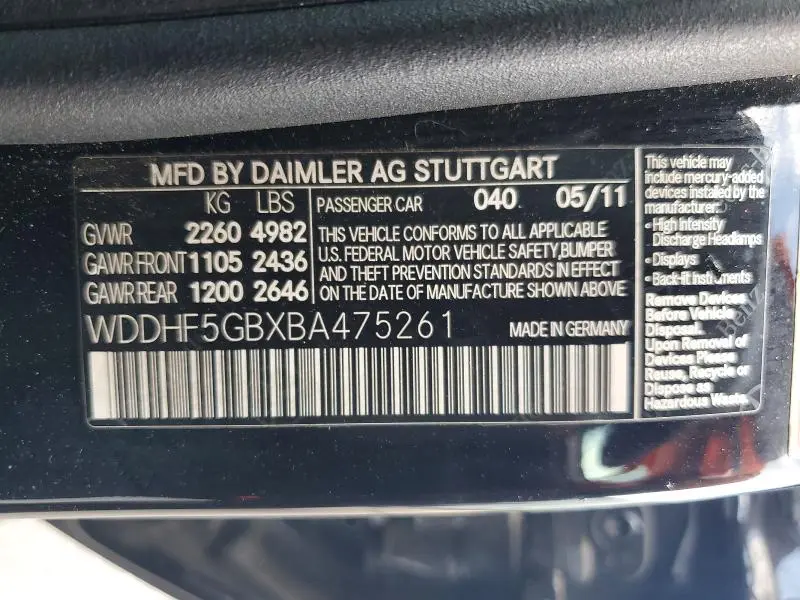 MFD BY DAIMLER AG STUTTGART
KG LBS
GVWR 2260 4982
GAWR FRONT 1105 2436
GAWR REAR 1200 2646
PASSENGER CAR 040 05/11
THIS VEHICLE CONFORMS TO ALL APPLICABLE
U.S. FEDERAL MOTOR VEHICLE SAFETY,BUMPER
AND THEFT PREVENTION STANDARDS IN EFFECT
ON THE DATE OF MANUFACTURE SHOWN ABOVE
WDDHF5GBXBA475261
MADE IN GERMANY
This vehicle may
include mercury-added
devices installed by the
manufacturer:
• High Intensity
Discharge Headlamps
• Displays
• Back-lit Instruments
Remove Devices
Before Vehicle
Disposal.
Upon Removal of
Devices Please
Reuse, Recycle or
Dispose as
Hazardous Waste.